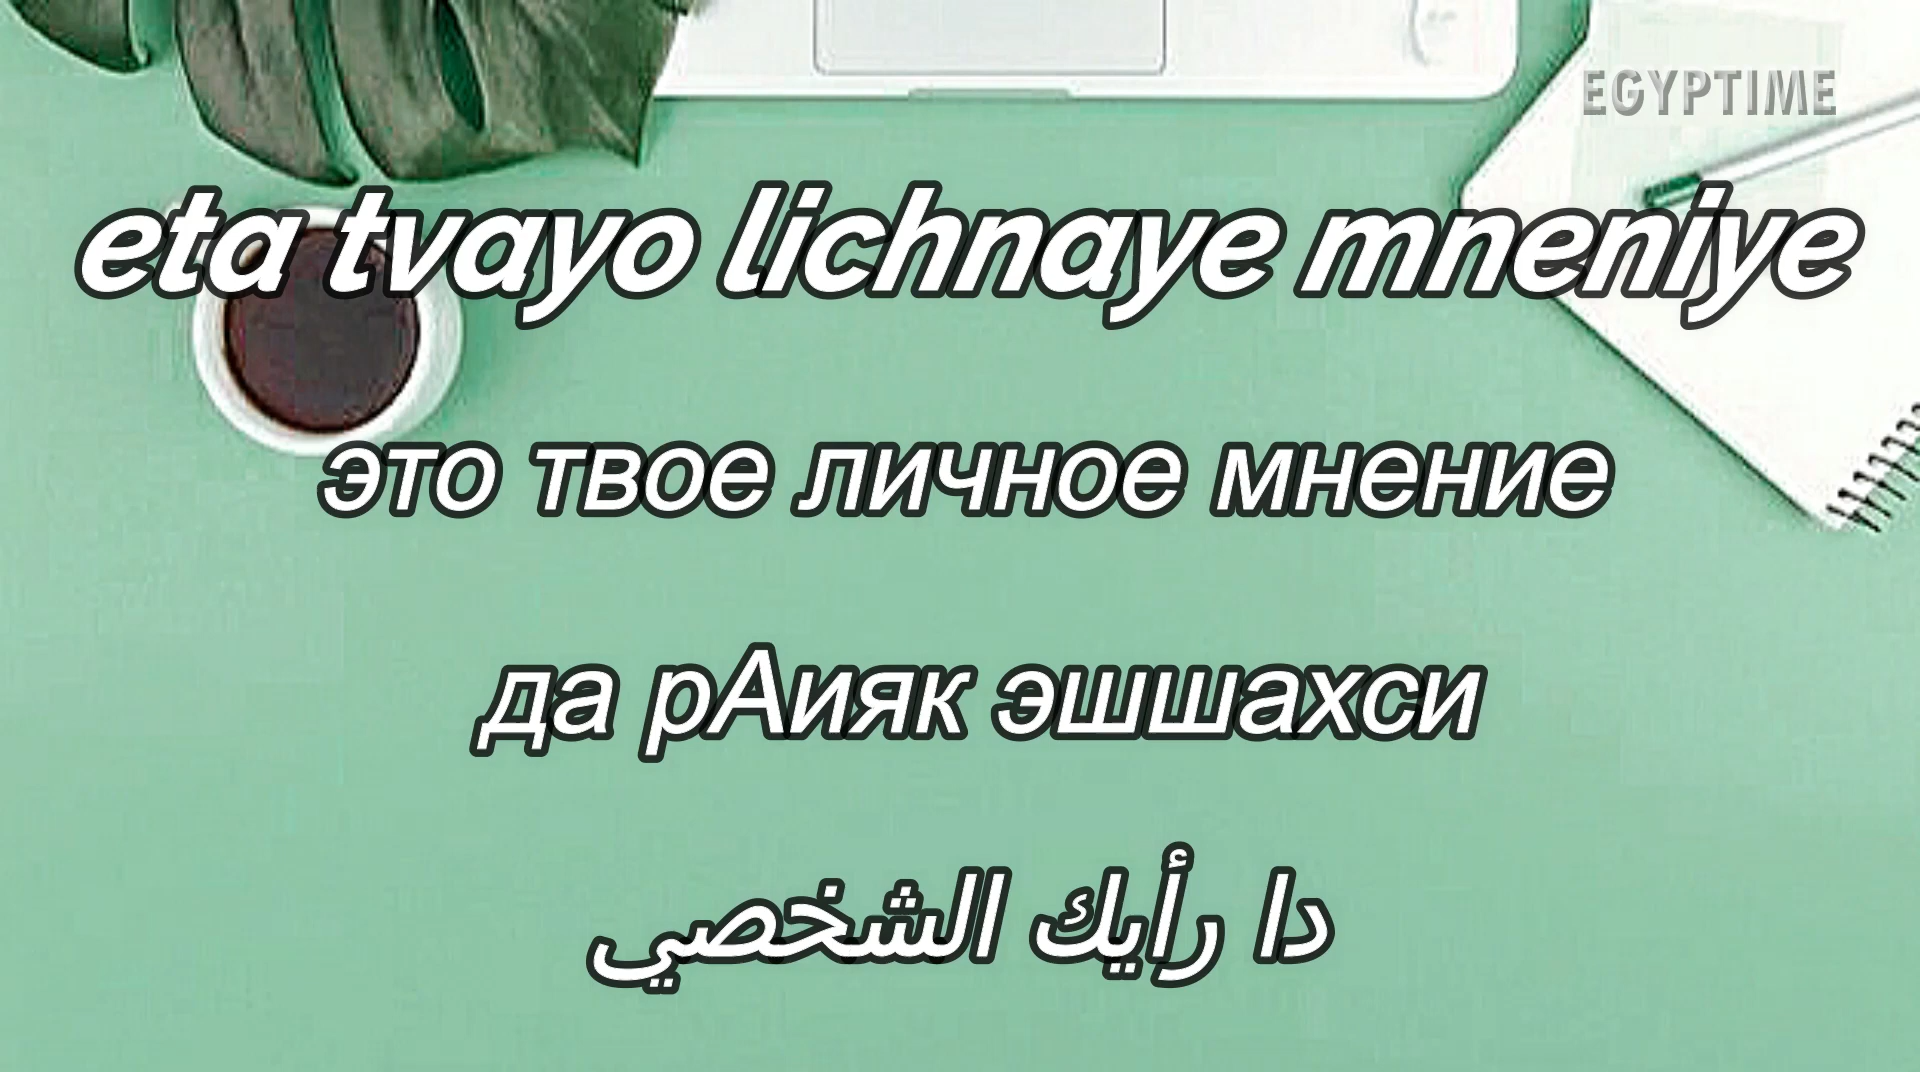 EGYPTIME
eta tvayo lichnaye mneniye
это твое личное мнение
да рАияк эшшахси
دا رأيك الشخصي